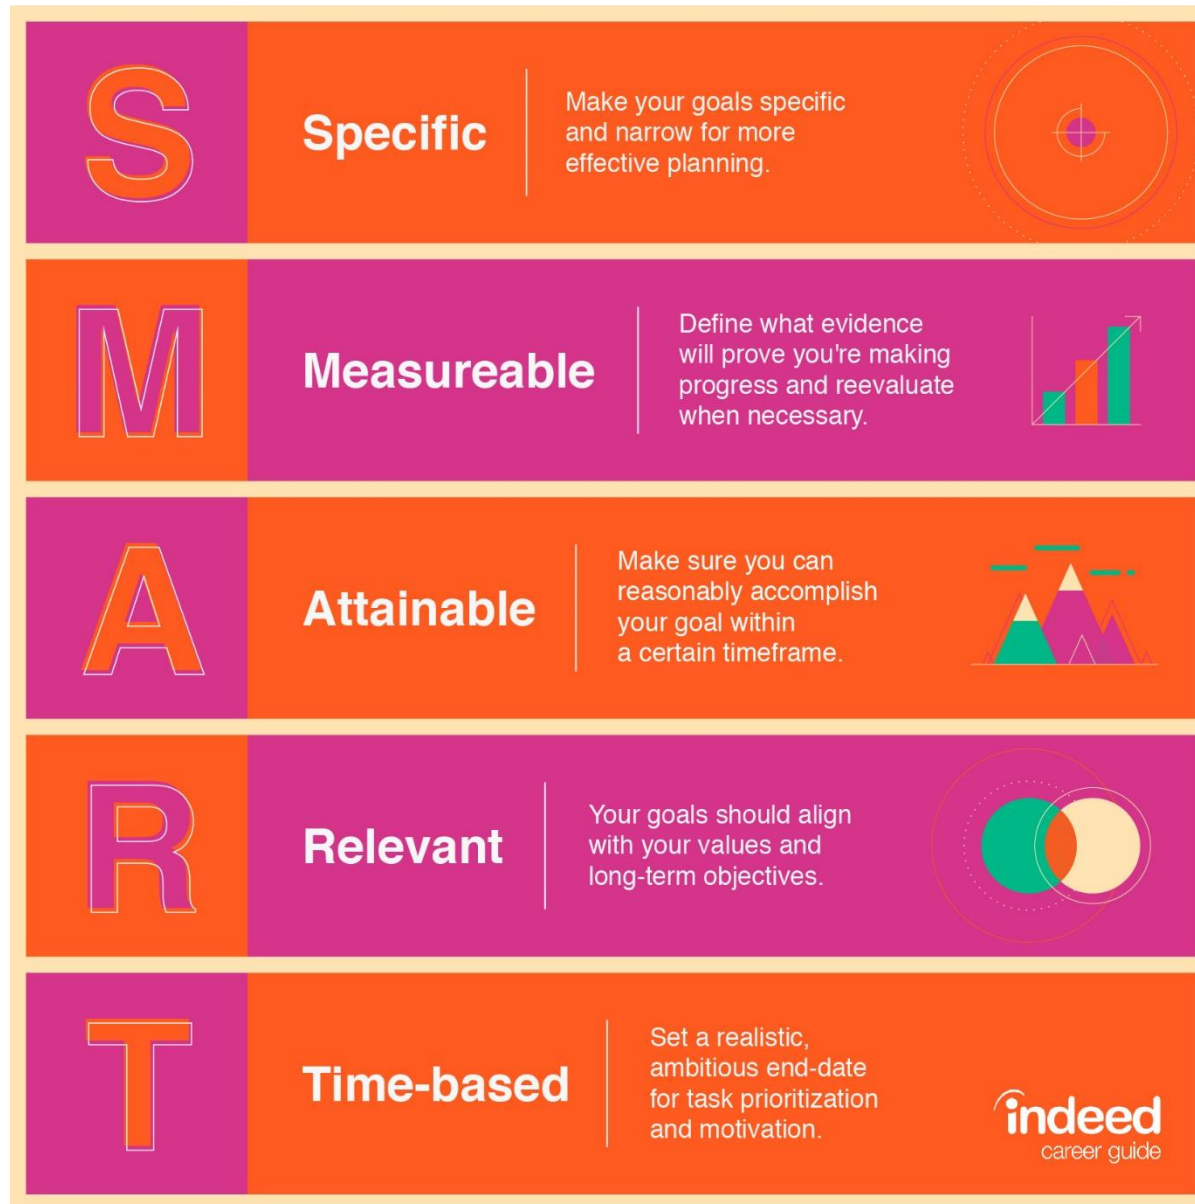 S
Specific
Make your goals specific
and narrow for more
effective planning.
M
Measureable
Define what evidence
will prove you're making
progress and reevaluate
when necessary.
A
Attainable
Make sure you can
reasonably accomplish
your goal within
a certain timeframe.
R
Relevant
Your goals should align
with your values and
long-term objectives.
T
Time-based
Set a realistic,
ambitious end-date
for task prioritization
and motivation.
indeed
career guide